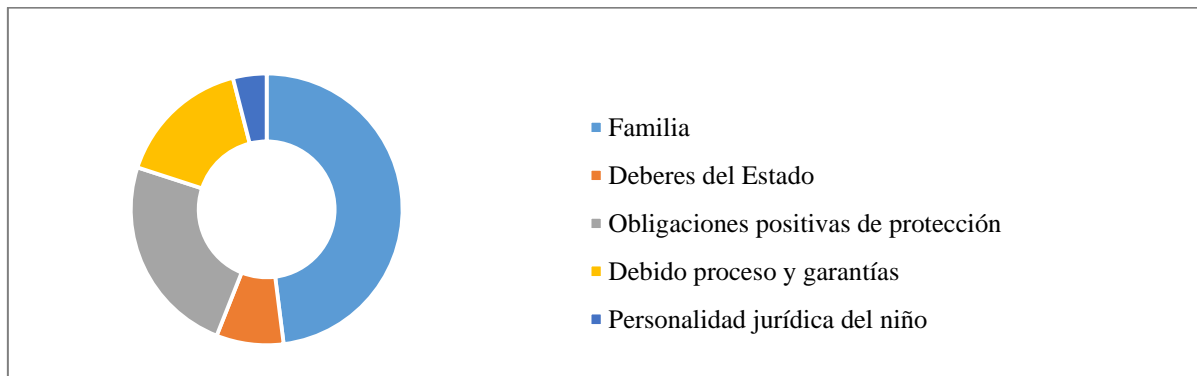 Familia
Deberes del Estado
Obligaciones positivas de protección
Debido proceso y garantías
Personalidad jurídica del niño